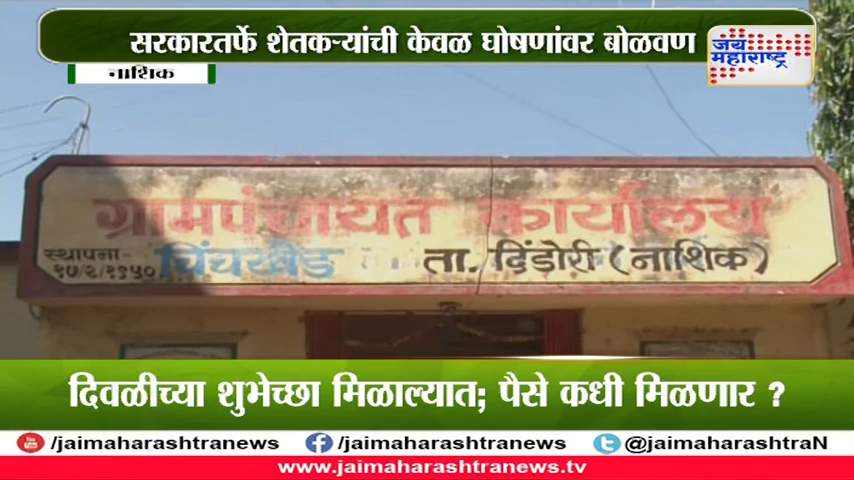 सरकारतर्फे शेतकऱ्यांची केवळ घोषणांवर बोळवण
जय
महाराष्ट्र
नाशिक
ग्रामपंचायत कार्यालय
स्थापना-
१७/२/१९५० पिंचखेड ता. दिंडोरी (नाशिक)
दिवळीच्या शुभेच्छा मिळाल्यात; पैसे कधी मिळणार ?
/jaimaharashtranews /jaimaharashtranews @jaimaharashtraN
www.jaimaharashtranews.tv